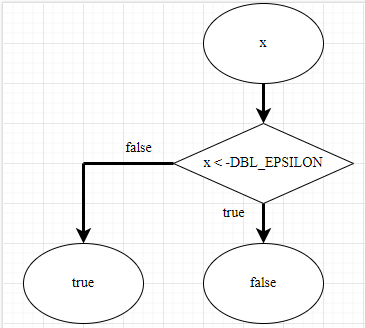 x
false
x < -DBL_EPSILON
true
true
false